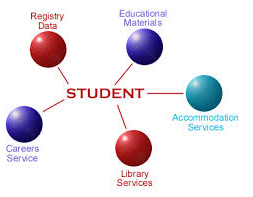 Registry
Data
Educational
Materials
STUDENT
Accommodation
Services
Careers
Service
Library
Services